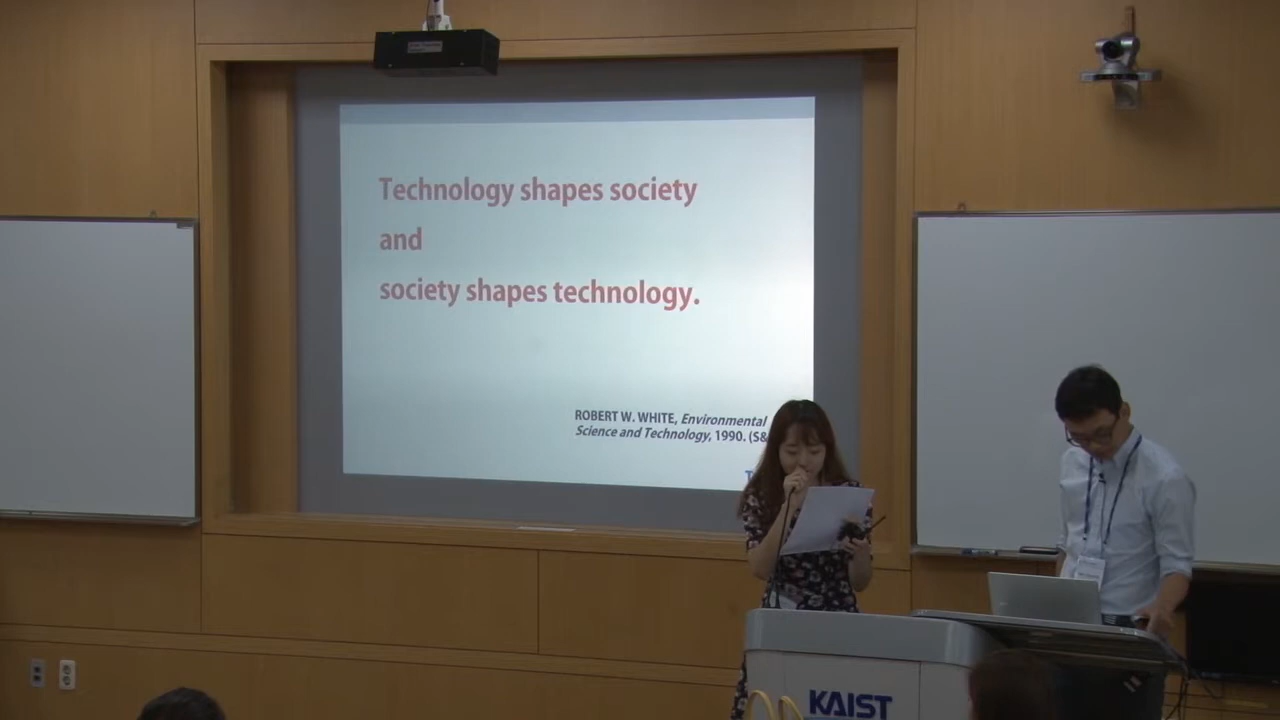 Technology shapes society
and
society shapes technology.
ROBERT W. WHITE, Environmental
Science and Technology, 1990. (S&
KAIST